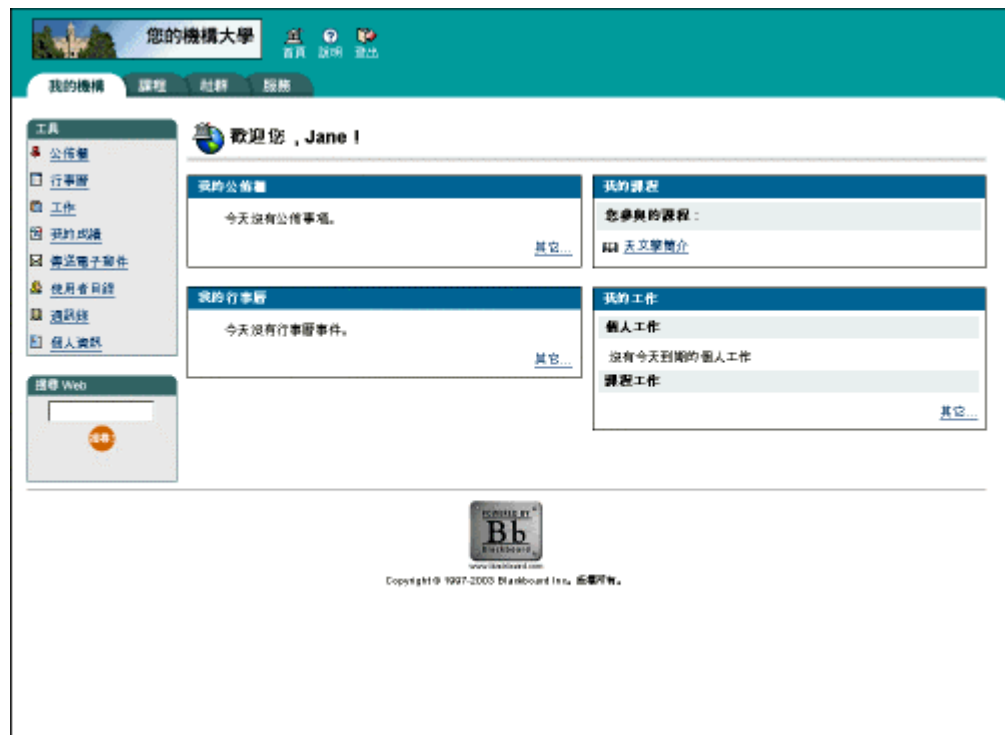 您的機構大學
首頁 說明 登出
我的機構 課程 社群 服務
工具
公佈欄
行事曆
工作
我的成績
傳送電子郵件
使用者目錄
通訊錄
個人資訊
搜尋 Web
搜尋
歡迎您 , Jane !
我的公佈欄
今天沒有公佈事項。
其它...
我的課程
您參與的課程 :
天文學簡介
我的行事曆
今天沒有行事曆事件。
其它...
我的工作
個人工作
沒有今天到期的個人工作
課程工作
其它...
POWERED BY
Bb
Blackboard
www.blackboard.com
Copyright © 1997-2003 Blackboard Inc。版權所有。